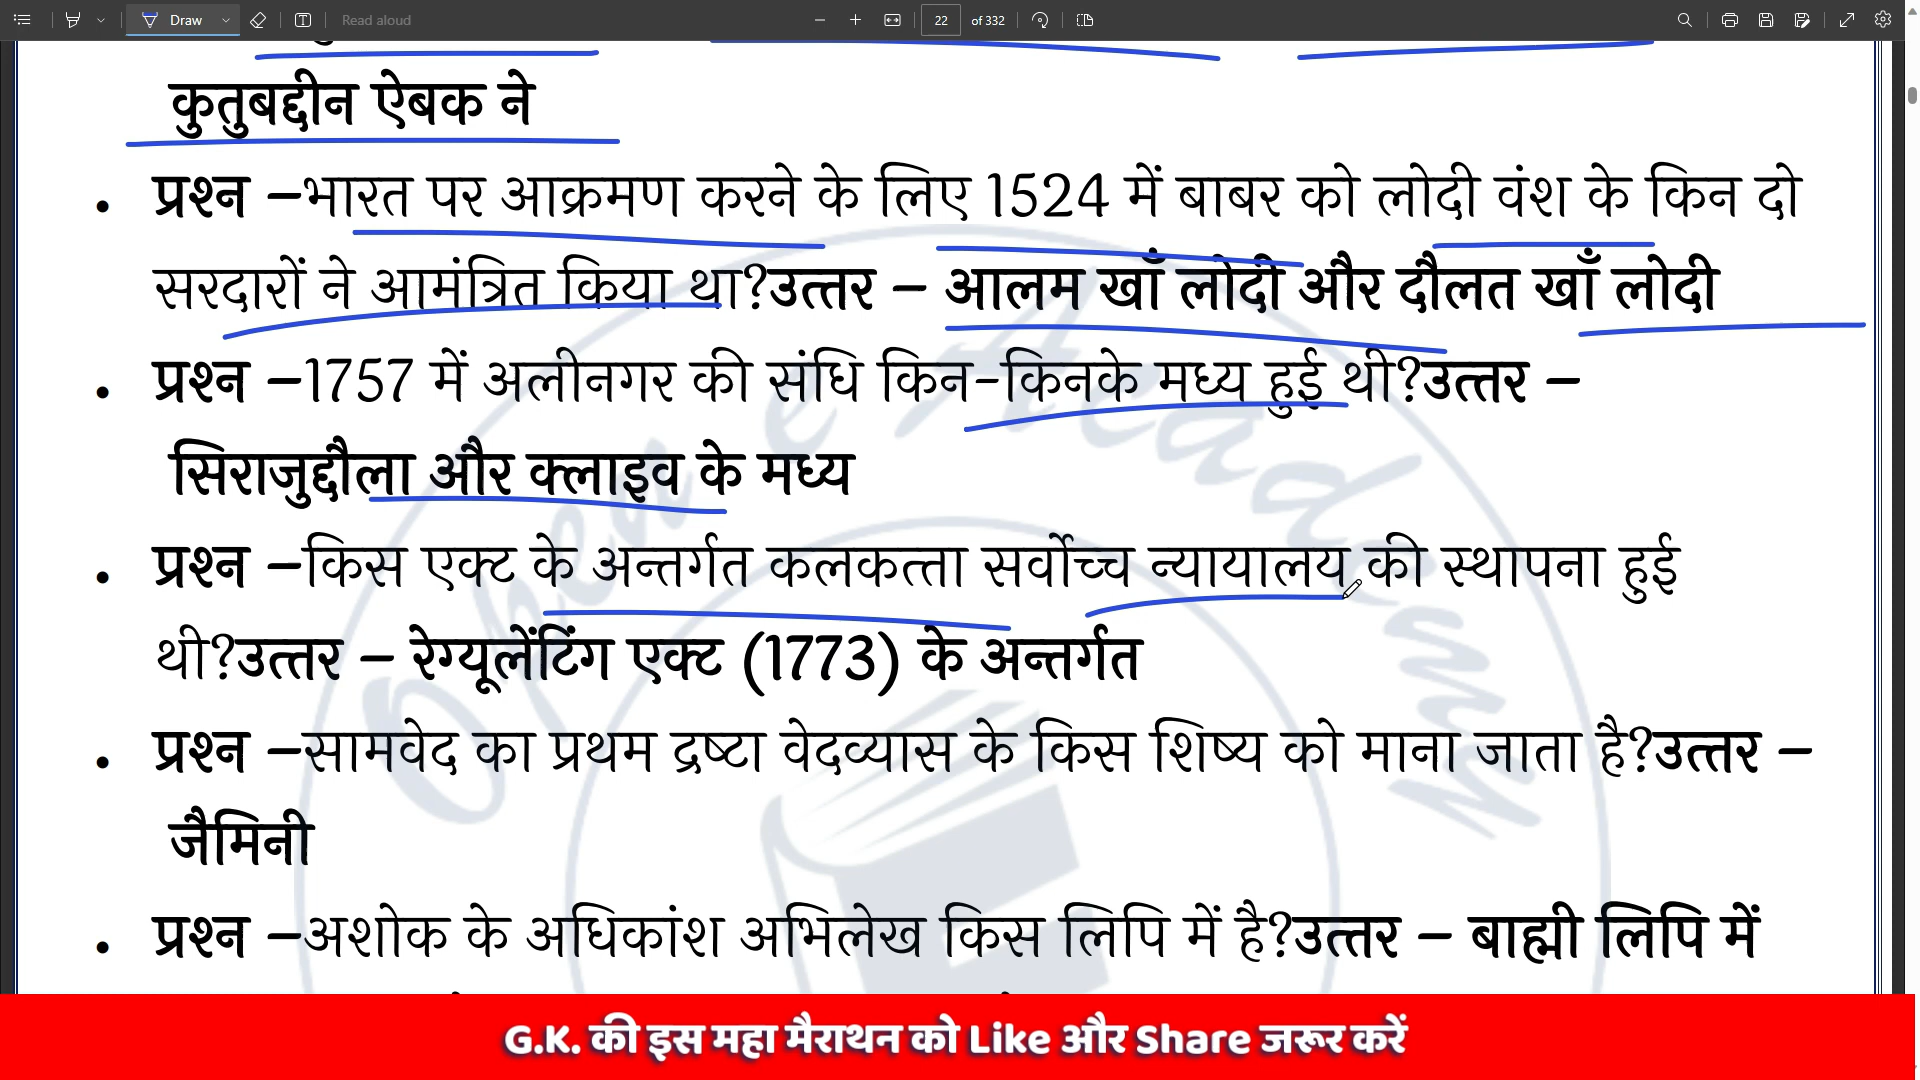 Draw
Read aloud
22
of 332
कुतुबद्दीन ऐबक ने
• प्रश्न –भारत पर आक्रमण करने के लिए 1524 में बाबर को लोदी वंश के किन दो
सरदारों ने आमंत्रित किया था?उत्तर – आलम खाँ लोदी और दौलत खाँ लोदी
• प्रश्न –1757 में अलीनगर की संधि किन-किनके मध्य हुई थी?उत्तर –
सिराजुद्दौला और क्लाइव के मध्य
• प्रश्न –किस एक्ट के अन्तर्गत कलकत्ता सर्वोच्च न्यायालय की स्थापना हुई
थी?उत्तर – रेग्यूलेंटिंग एक्ट (1773) के अन्तर्गत
• प्रश्न –सामवेद का प्रथम द्रष्टा वेदव्यास के किस शिष्य को माना जाता है?उत्तर –
जैमिनी
• प्रश्न –अशोक के अधिकांश अभिलेख किस लिपि में है?उत्तर – बाह्मी लिपि में
Open eAcademy
G.K. की इस महा मैराथन को Like और Share जरूर करें